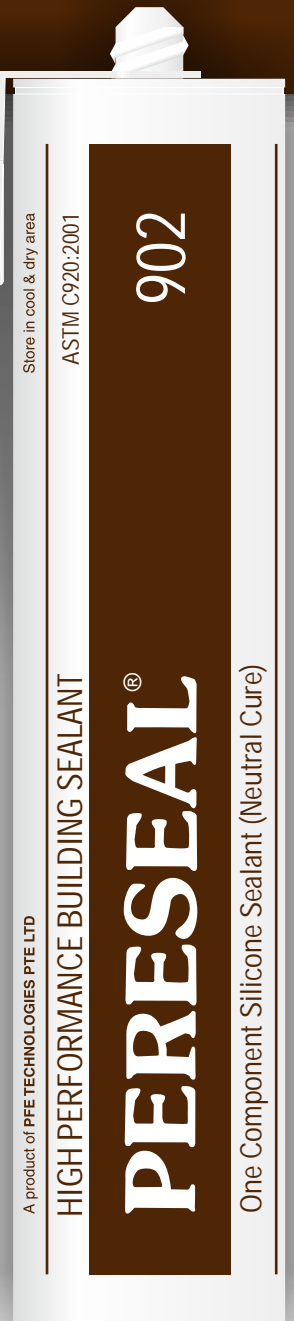 A product of PFE TECHNOLOGIES PTE LTD Store in cool & dry area
HIGH PERFORMANCE BUILDING SEALANT ASTM C920:2001
PERESEAL® 902
One Component Silicone Sealant (Neutral Cure)